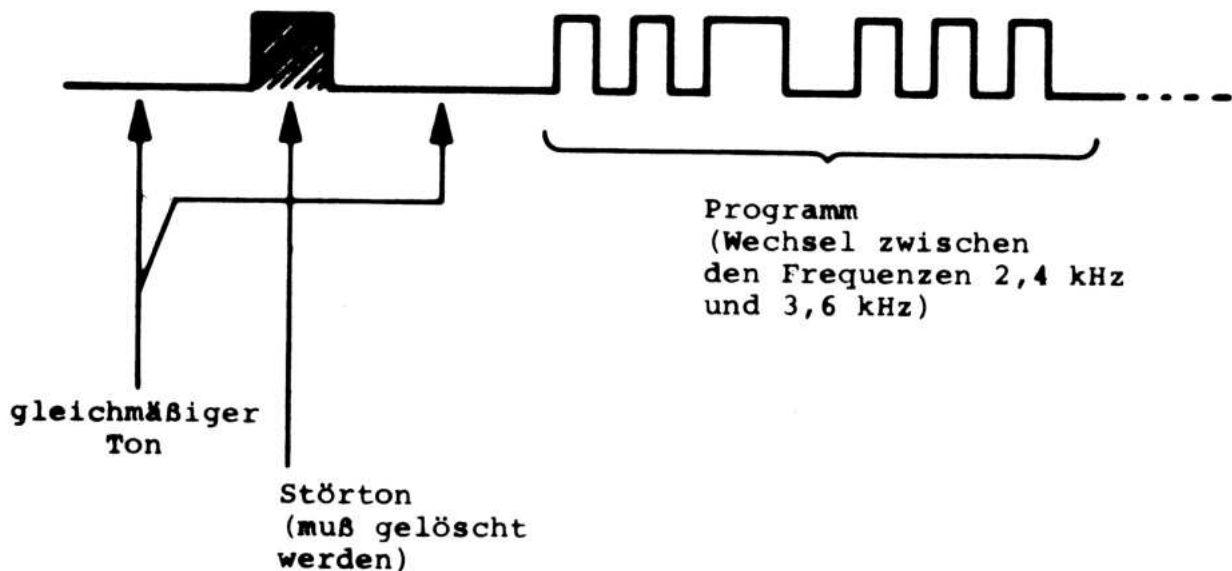 Programm
(Wechsel zwischen
den Frequenzen 2,4 kHz
und 3,6 kHz)
gleichmäßiger
Ton
Störton
(muß gelöscht
werden)